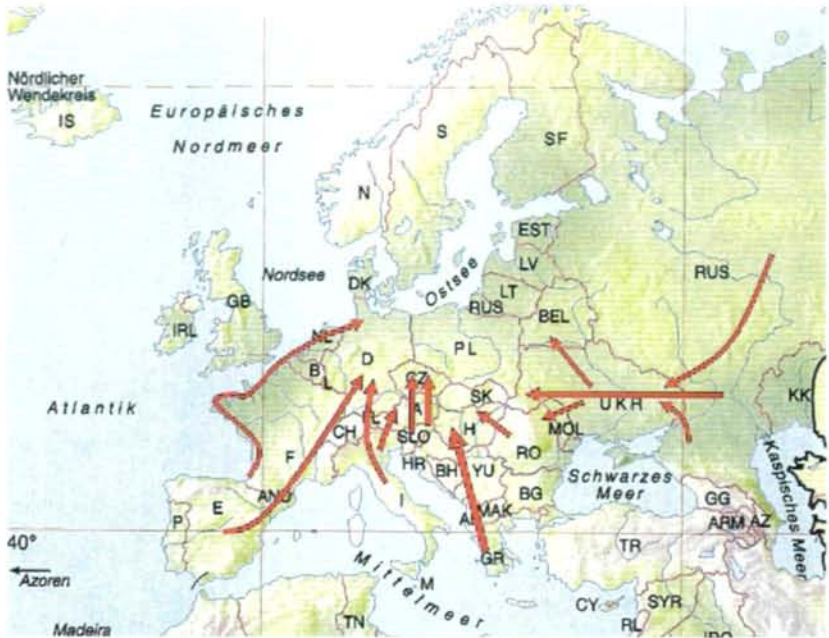 Nördlicher
Wendekreis
IS
Europäisches
Nordmeer
S
SF
N
EST
Nordsee
Ostsee
LV
DK
RUS
GB
LT
RUS
IRL
NL
BEL
D
PL
B
L
CZ
KK
Atlantik
SK
UKR
A
FL
CH
H
MOL
SLO
F
RO
HR
BH
YU
Schwarzes
Meer
AND
I
BG
GG
Kaspisches Meer
P
E
MAK
AL
ARM
AZ
40°
TR
GR
Mittelmeer
Azoren
M
CY
SYR
RL
TN
Madeira